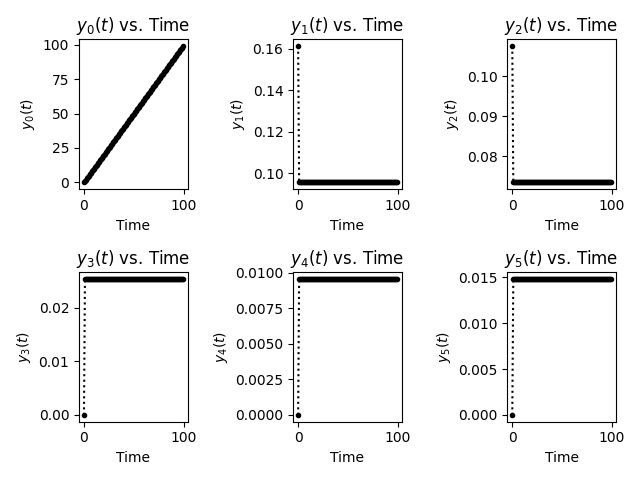 y₀(t) vs. Time
y₁(t) vs. Time
y₂(t) vs. Time
100
75
50
25
0
y₀(t)
0
100
Time
0.16
0.14
0.12
0.10
y₁(t)
0
100
Time
0.10
0.09
0.08
y₂(t)
0
100
Time
y₃(t) vs. Time
y₄(t) vs. Time
y₅(t) vs. Time
0.02
0.01
0.00
y₃(t)
0
100
Time
0.0100
0.0075
0.0050
0.0025
0.0000
y₄(t)
0
100
Time
0.015
0.010
0.005
0.000
y₅(t)
0
100
Time